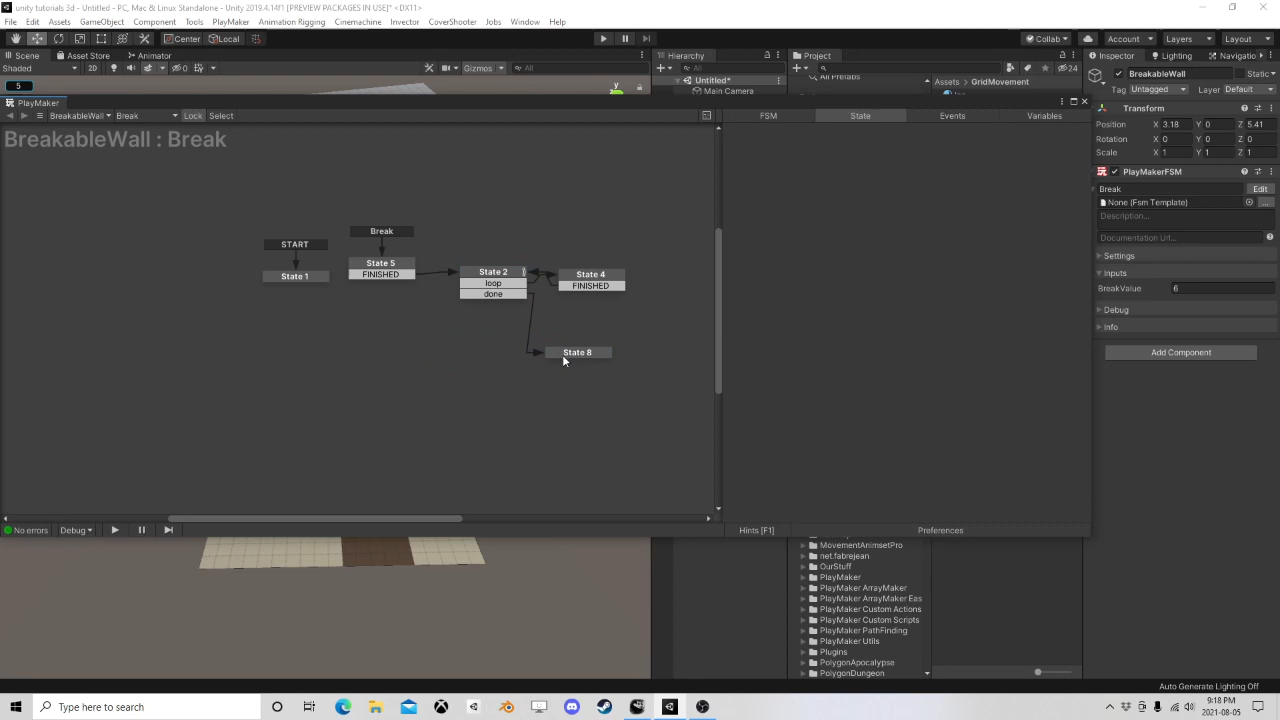 unity tutorials 3d - Untitled - PC, Mac & Linux Standalone - Unity 2019.4.14f1 [PREVIEW PACKAGES IN USE]* <DX11>
File Edit Assets GameObject Component Tools PlayMaker Animation Rigging Cinemachine Invector CoverShooter Jobs Window Help
Center Local Collab Account Layers Layout
Scene Asset Store Animator Hierarchy Project Inspector Lighting Navigatio
Shaded 2D 0 Gizmos All All 24
All Prefabs
5 y Untitled* Assets GridMovement BreakableWall Static
Main Camera
Tag Untagged Layer Default
PlayMaker
BreakableWall Break Lock Select FSM State Events Variables
BreakableWall : Break
Transform
Position X 3.18 Y 0 Z 5.41
Rotation X 0 Y 0 Z 0
Scale X 1 Y 1 Z 1
PlayMakerFSM
Break Edit
None (Fsm Template) ...
Description...
Documentation Url...
Settings
Inputs
BreakValue 6
Debug
Info
Add Component
START
State 1
Break
State 5
FINISHED
State 2
loop
done
State 4
FINISHED
State 8
No errors Debug Hints [F1] Preferences
MovementAnimsetPro
net.fabrejean
OurStuff
PlayMaker
PlayMaker ArrayMaker
PlayMaker ArrayMaker Eas
PlayMaker Custom Actions
PlayMaker Custom Scripts
PlayMaker PathFinding
PlayMaker Utils
Plugins
PolygonApocalypse
PolygonDungeon
Auto Generate Lighting Off
Type here to search
9:18 PM
2021-08-05